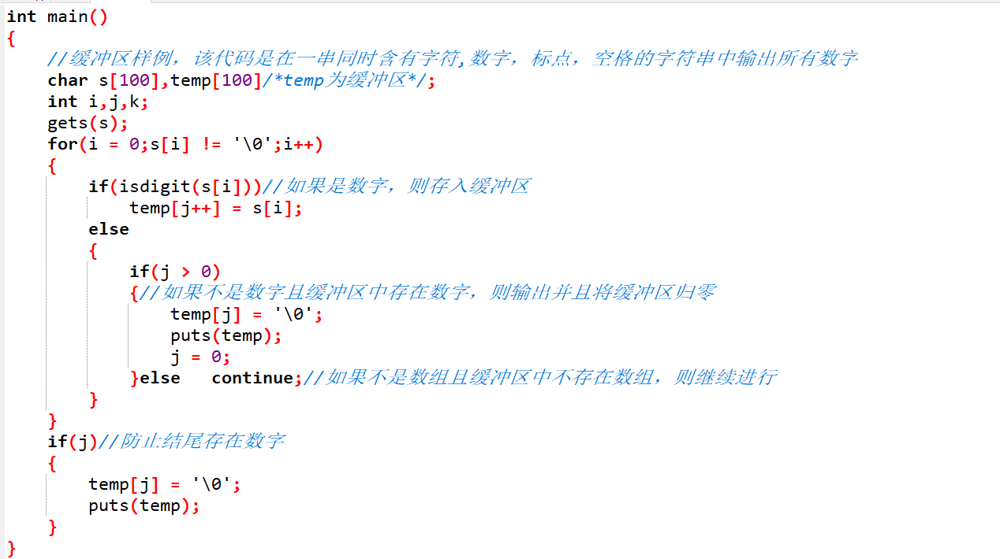 int main()
{
//缓冲区样例，该代码是在一串同时含有字符,数字，标点，空格的字符串中输出所有数字
char s[100],temp[100]/*temp为缓冲区*/;
int i,j,k;
gets(s);
for(i = 0;s[i] != '\0';i++)
{
if(isdigit(s[i]))//如果是数字，则存入缓冲区
temp[j++] = s[i];
else
{
if(j > 0)
{//如果不是数字且缓冲区中存在数字，则输出并且将缓冲区归零
temp[j] = '\0';
puts(temp);
j = 0;
}else   continue;//如果不是数组且缓冲区中不存在数组，则继续进行
}
}
if(j)//防止结尾存在数字
{
temp[j] = '\0';
puts(temp);
}
}